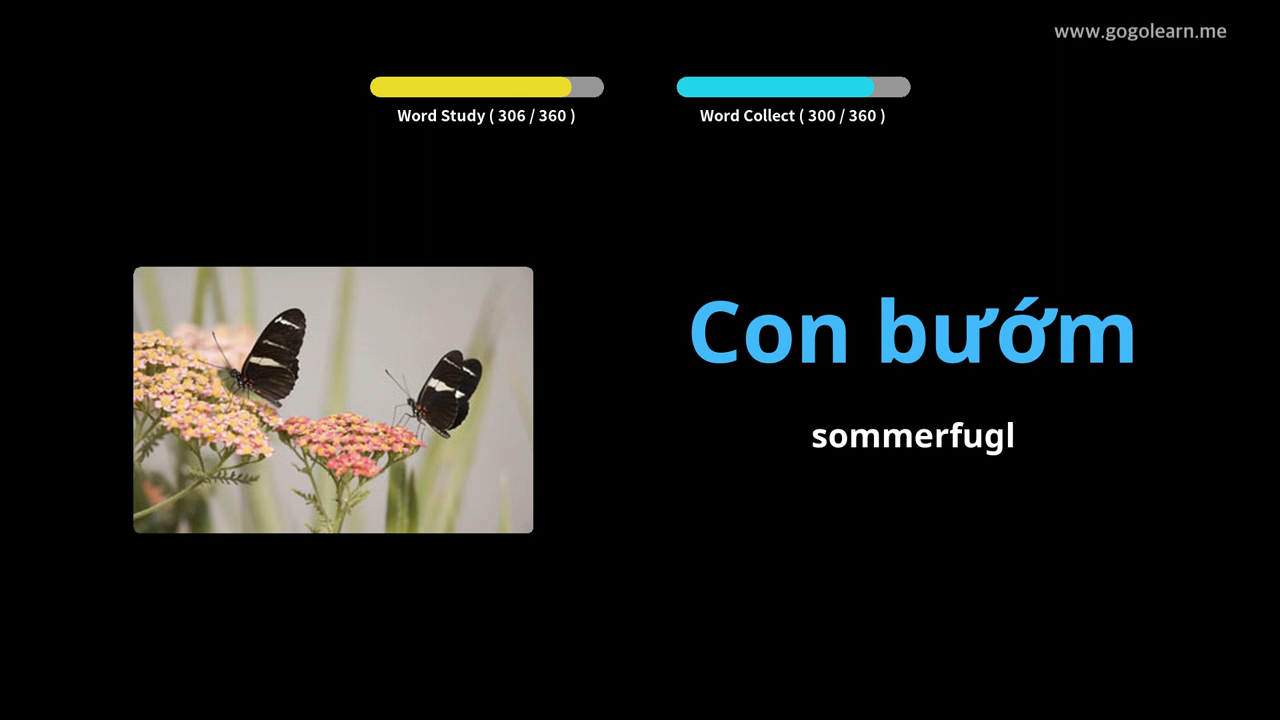 www.gogolearn.me
Word Study ( 306 / 360 )
Word Collect ( 300 / 360 )
Con bướm
sommerfugl